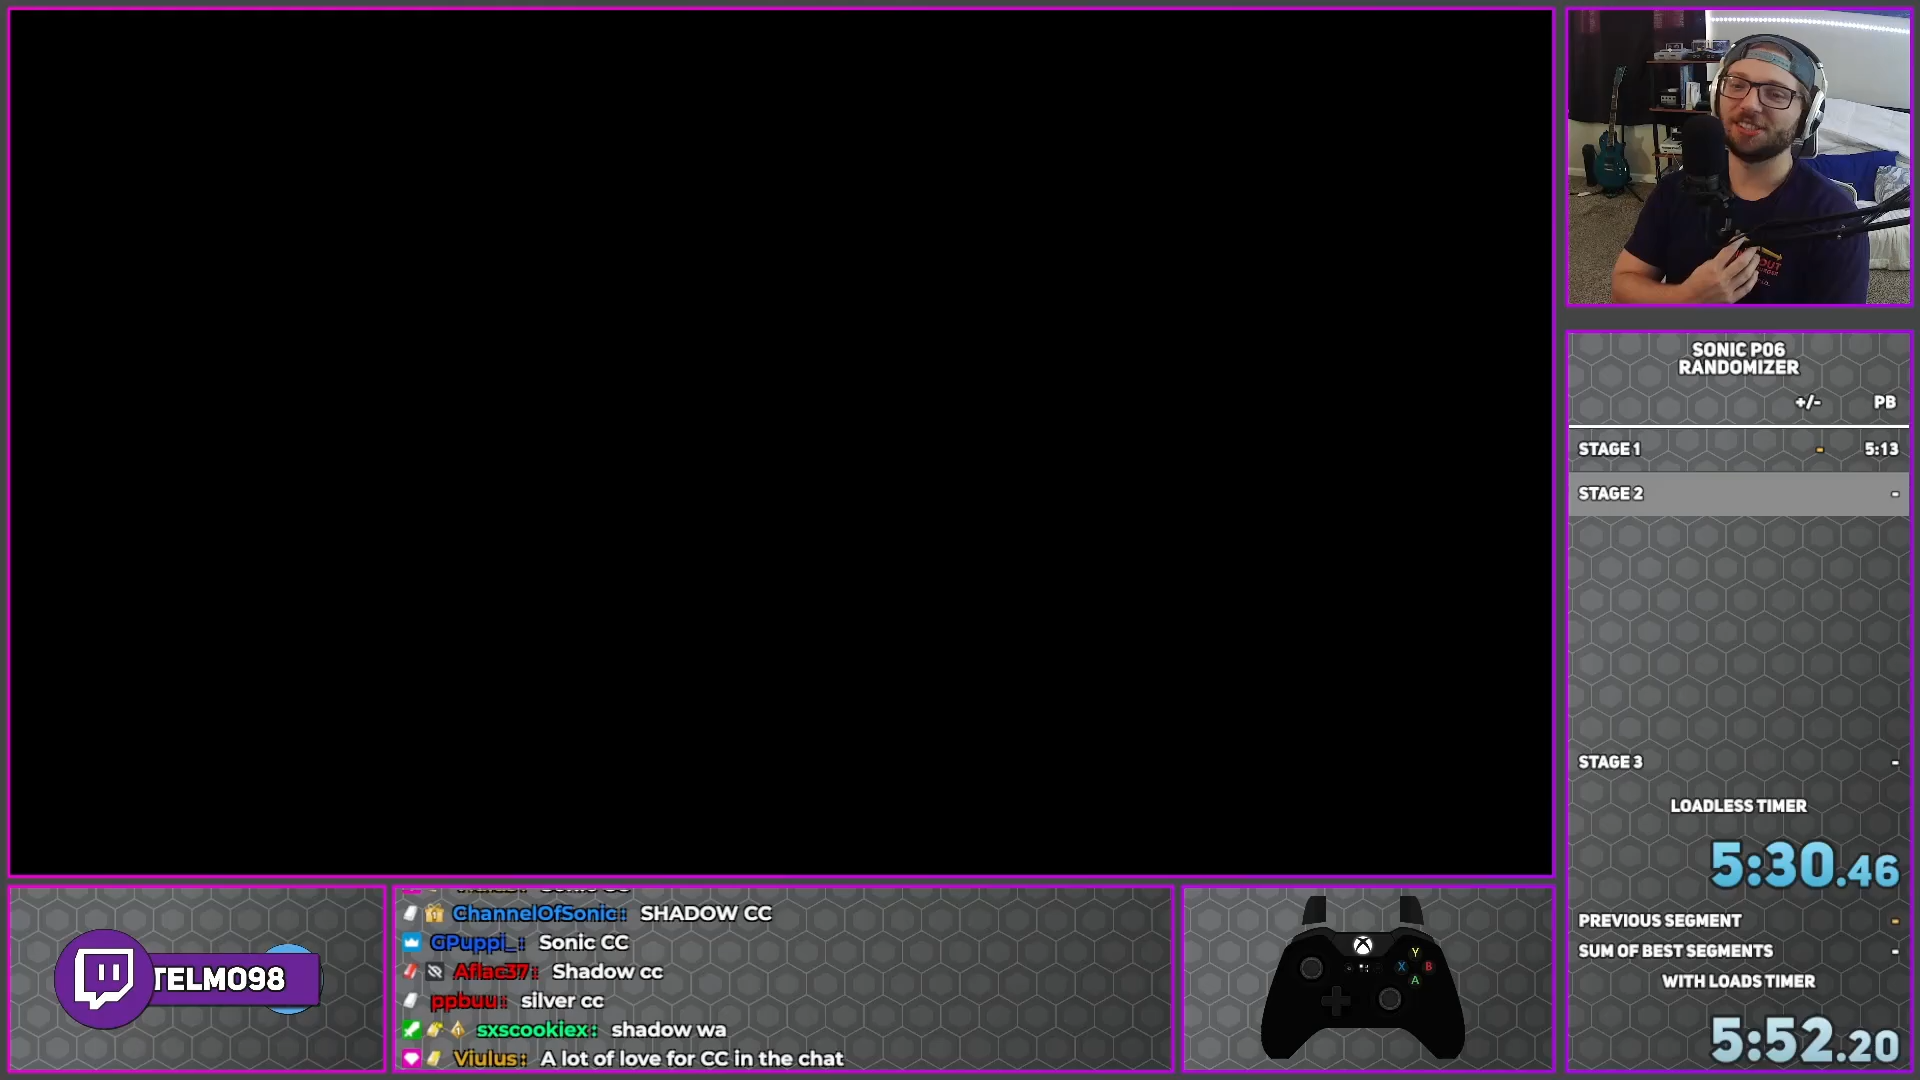 SONIC P06
RANDOMIZER
+/- PB
STAGE 1 - 5:13
STAGE 2 -
STAGE 3 -
LOADLESS TIMER
5:30.46
PREVIOUS SEGMENT -
SUM OF BEST SEGMENTS -
WITH LOADS TIMER
5:52.20
TELMO98
ChannelOfSonic: SHADOW CC
CPuppi_: Sonic CC
Aflac37: Shadow cc
ppbuu: silver cc
sxscookiex: shadow wa
Viulus: A lot of love for CC in the chat
Y
X B
A